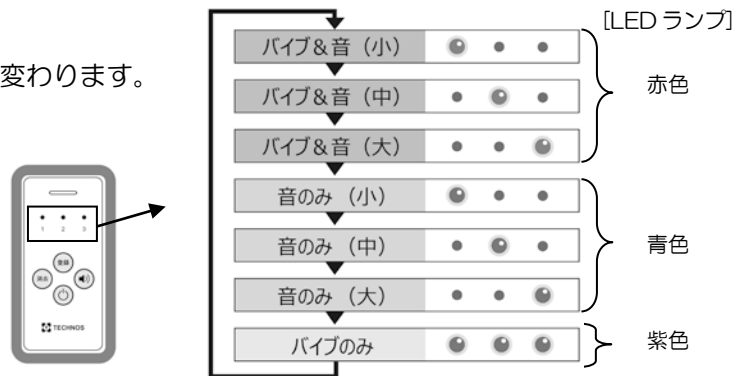 [LED ランプ]
変わります。
バイブ&音（小）
バイブ&音（中）
バイブ&音（大）
赤色
音のみ（小）
音のみ（中）
音のみ（大）
青色
バイブのみ
紫色
1 2 3
登録
消去
TECHNOS